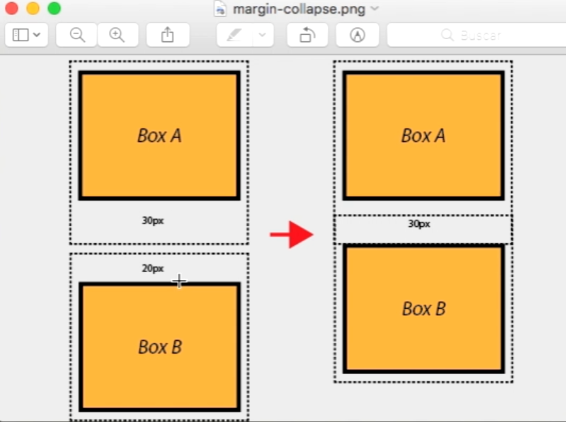 margin-collapse.png
Buscar
Box A
30px
20px
Box B
Box A
30px
Box B